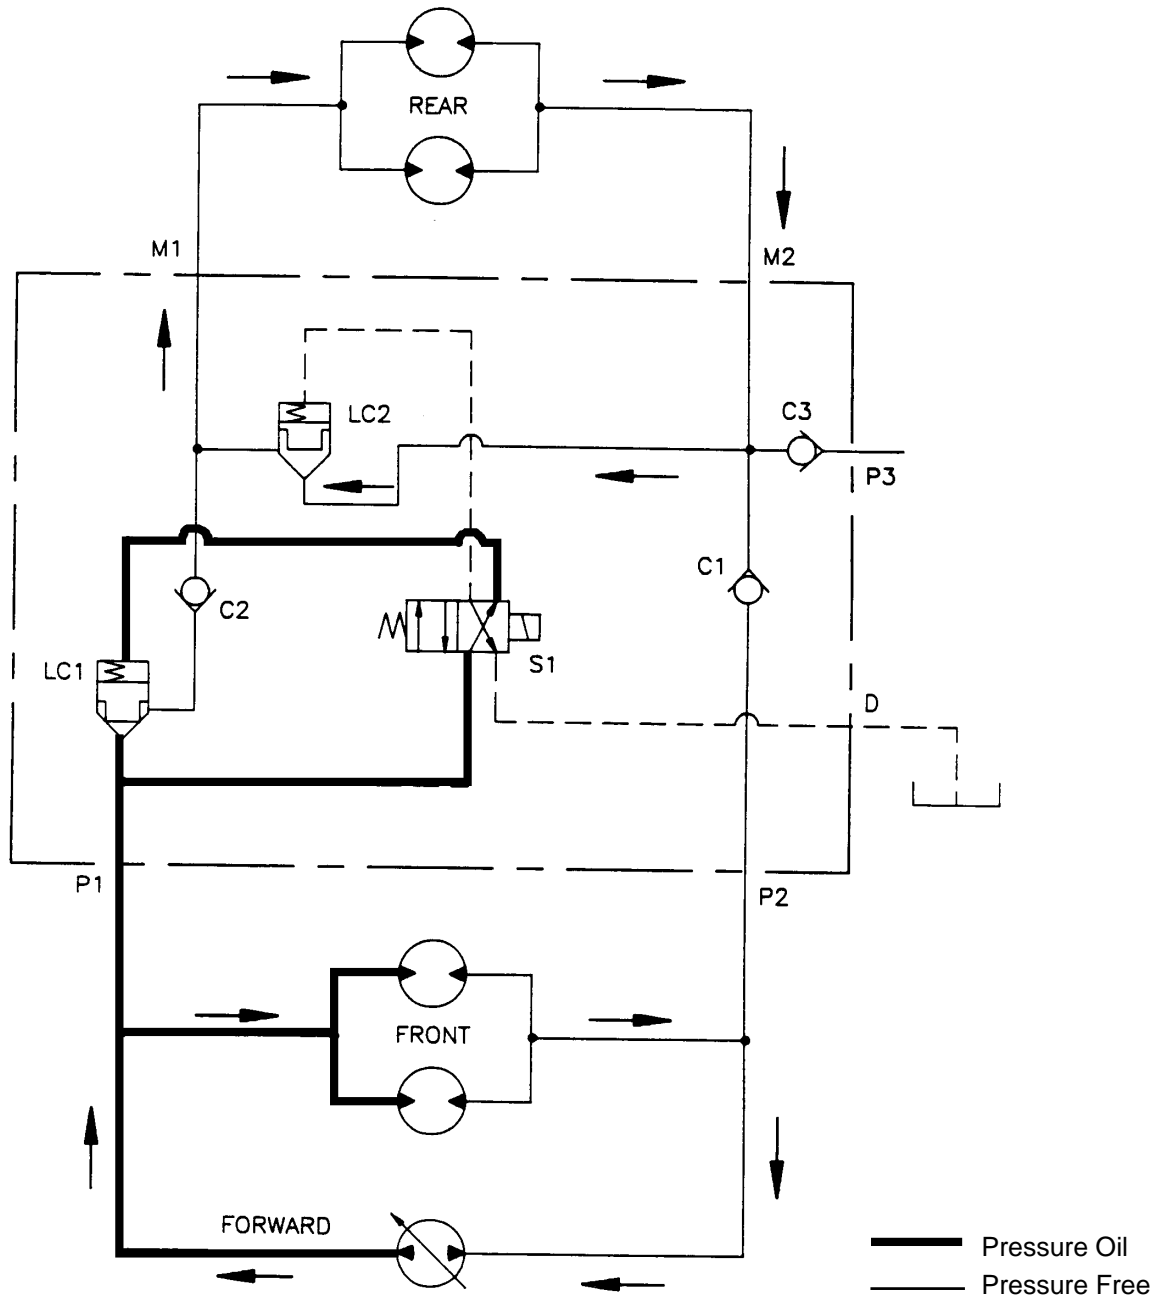 REAR
M1
M2
LC2
C3
P3
C1
C2
S1
LC1
D
P1
P2
FRONT
FORWARD
Pressure Oil
Pressure Free